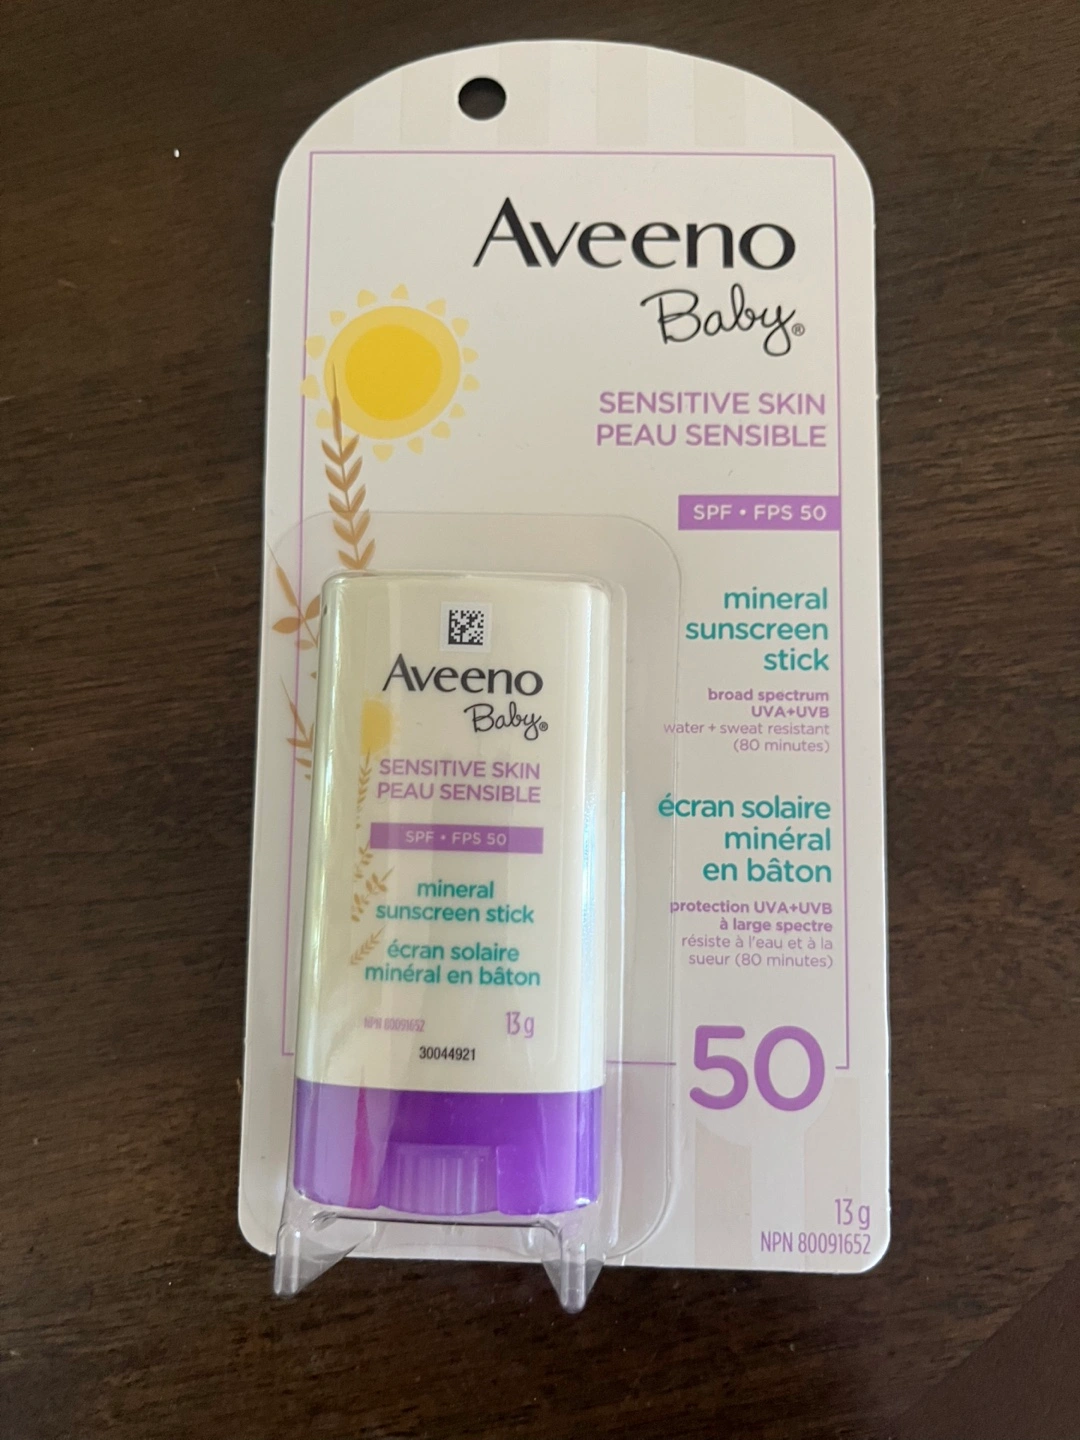 Aveeno
Baby®
SENSITIVE SKIN
PEAU SENSIBLE
SPF • FPS 50
mineral
sunscreen
stick
broad spectrum
UVA+UVB
water + sweat resistant
(80 minutes)
écran solaire
minéral
en bâton
protection UVA+UVB
à large spectre
résiste à l'eau et à la
sueur (80 minutes)
50
13 g
NPN 80091652
Aveeno
Baby®
SENSITIVE SKIN
PEAU SENSIBLE
SPF • FPS 50
mineral
sunscreen stick
écran solaire
minéral en bâton
NPN 80091652 13 g
30044921